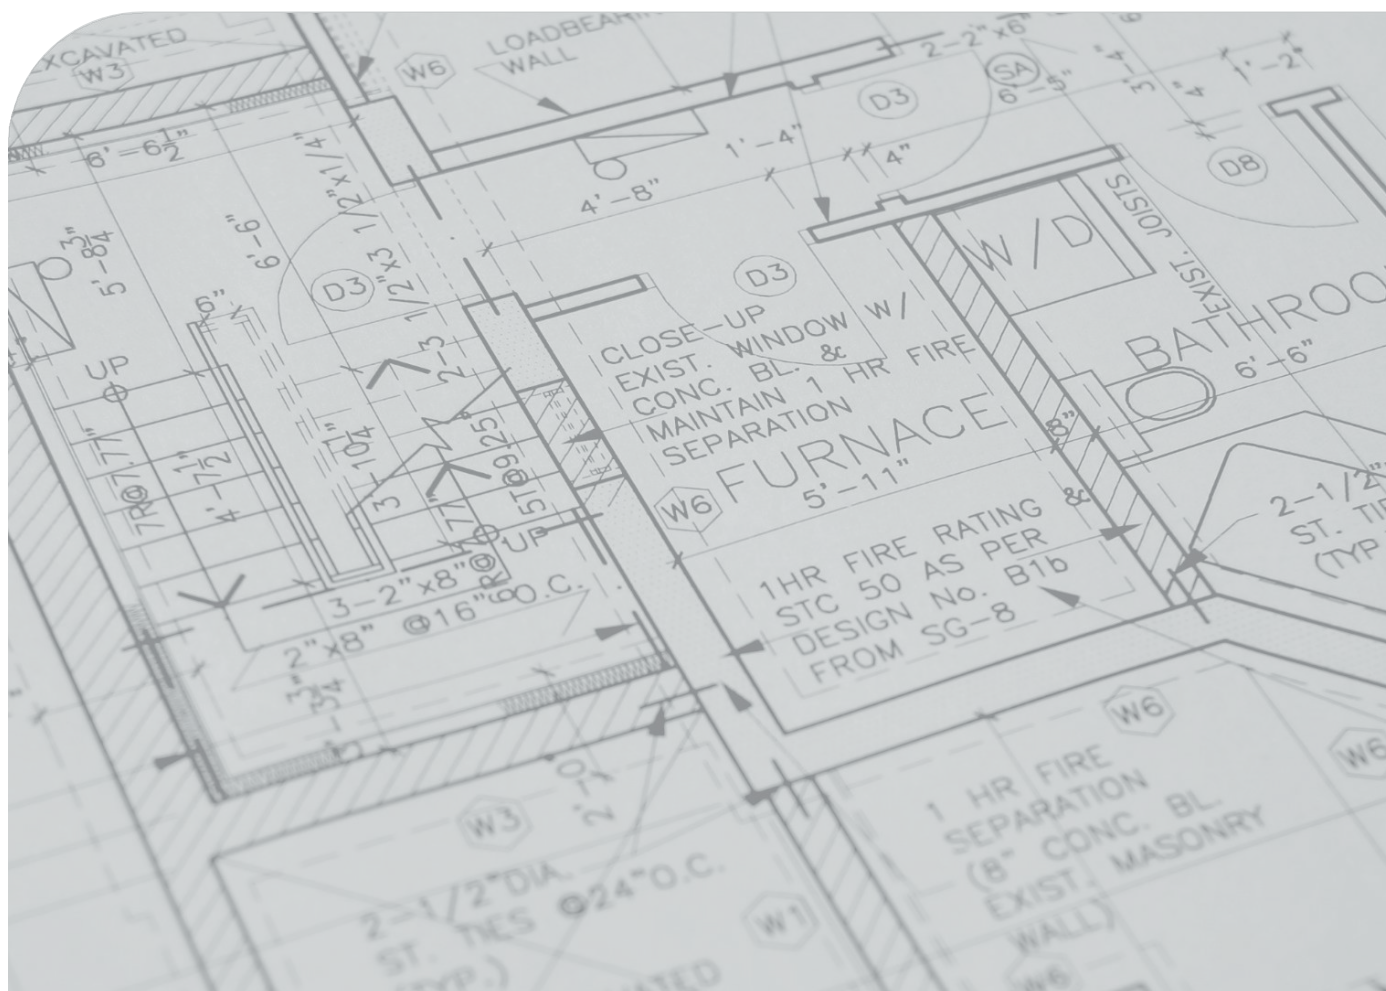 EXCAVATED
W3
W6
LOADBEARING
WALL
2-2"x6"
SA
6'-5"
3'-4"
4"
1'-2"
D3
D8
6'-6 1/2"
1'-4"
4"
4'-8"
5'-8 3/4"
6'-6"
D3
2-3 1/2"x3 1/2"x1/4"
6"
UP
D3
W/D
EXIST. JOISTS
BATHROO
6'-6"
CLOSE-UP
EXIST. WINDOW W/
CONC. BL. &
MAINTAIN 1 HR FIRE
SEPARATION
FURNACE
5'-11"
8"
W6
7R@7.77"
4'-7 1/2"
3'-10 1/4"
5T@9.25"
6R@7.77"
UP
3-2"x8"
2"x8" @16"O.C.
1HR FIRE RATING &
STC 50 AS PER
DESIGN No. B1b
FROM SG-8
2-1/2"
ST. TIE
(TYP
W6
W6
W3
2'-0"
1 HR FIRE
SEPARATION
(8" CONC. BL.
EXIST. MASONRY
WALL)
W6
2-1/2"DIA.
ST. TIES @24"O.C.
(TYP.)
W1